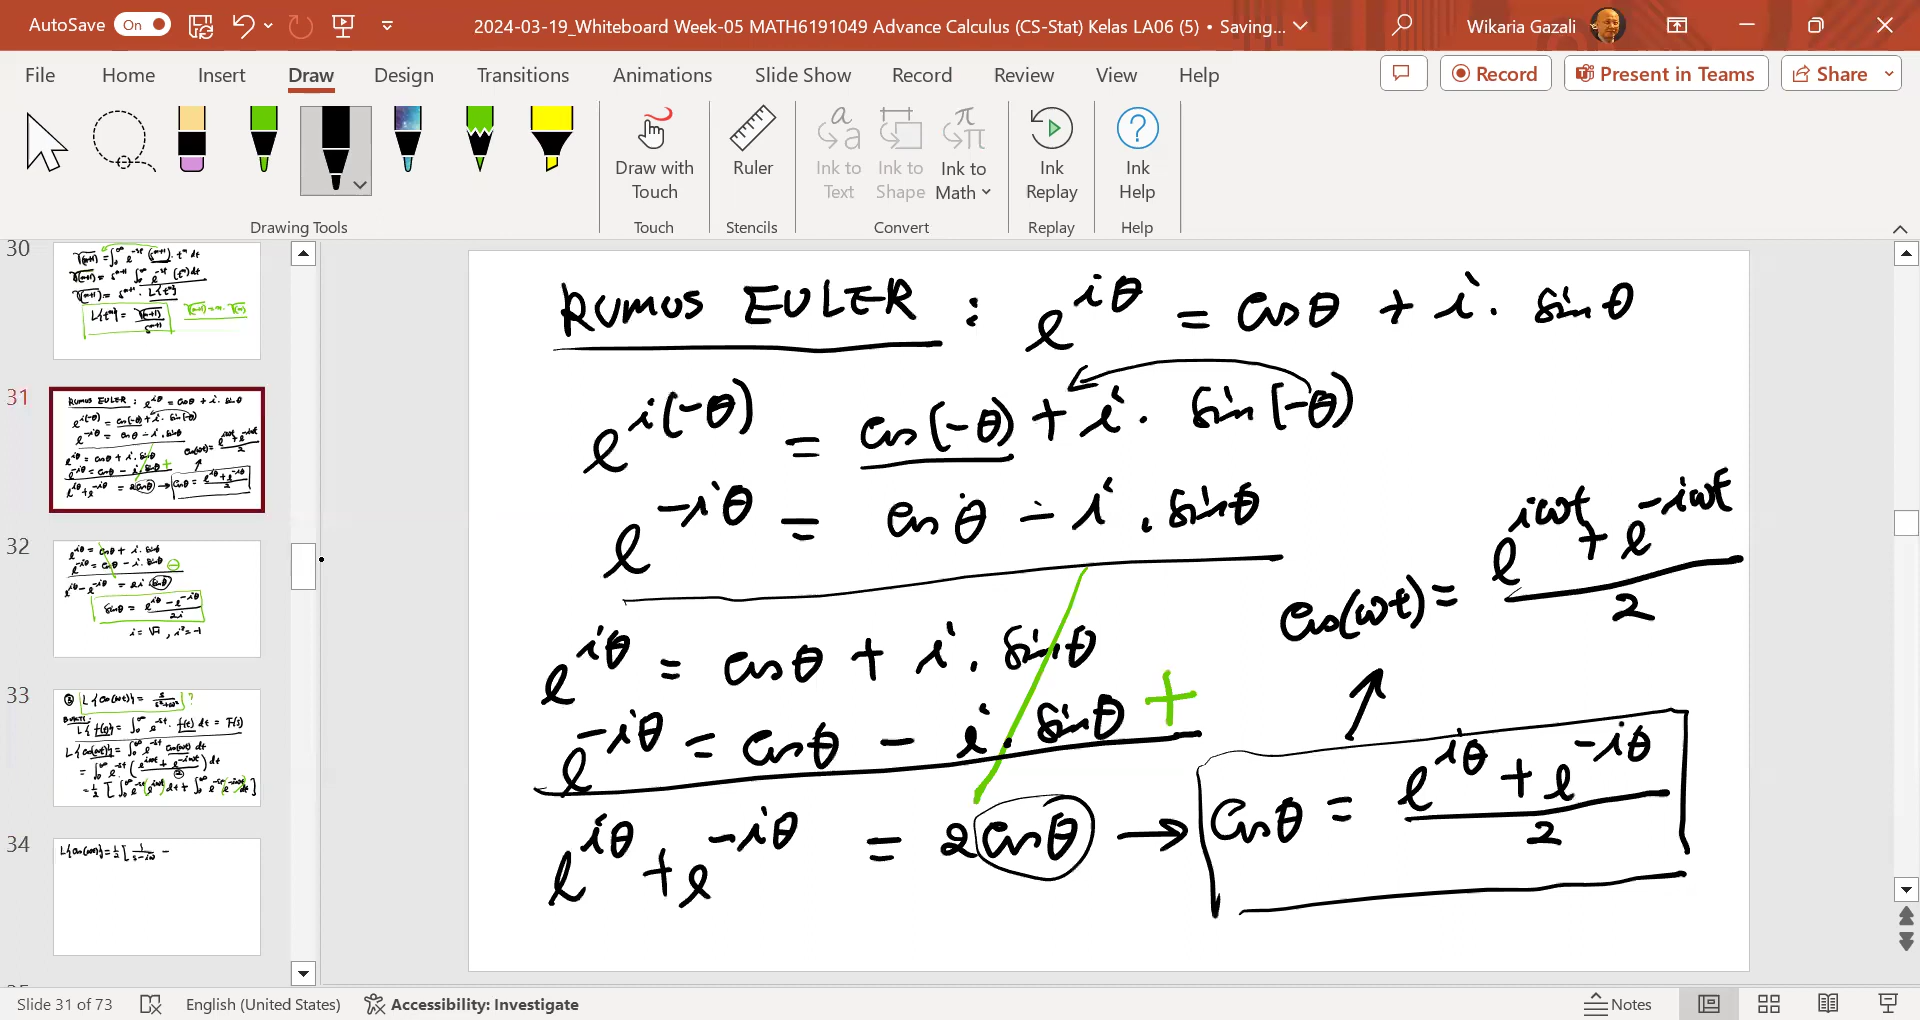 AutoSave On 2024-03-19_Whiteboard Week-05 MATH6191049 Advance Calculus (CS-Stat) Kelas LA06 (5) • Saving... Wikaria Gazali
File Home Insert Draw Design Transitions Animations Slide Show Record Review View Help Record Present in Teams Share
Draw with Touch
Ruler
Ink to Text
Ink to Shape
Ink to Math
Ink Replay
Ink Help
Drawing Tools Touch Stencils Convert Replay Help
30
31
32
33
34
RUMUS EULER : e^{iθ} = cos θ + i. sin θ
e^{i(-θ)} = cos(-θ) + i. sin(-θ)
e^{-iθ} = cos θ - i. sin θ
cos(ωt) = (e^{iωt} + e^{-iωt})/2
e^{iθ} = cos θ + i. sin θ
e^{-iθ} = cos θ - i. sin θ +
e^{iθ} + e^{-iθ} = 2 cos θ → cos θ = (e^{iθ} + e^{-iθ})/2
Slide 31 of 73 English (United States) Accessibility: Investigate Notes